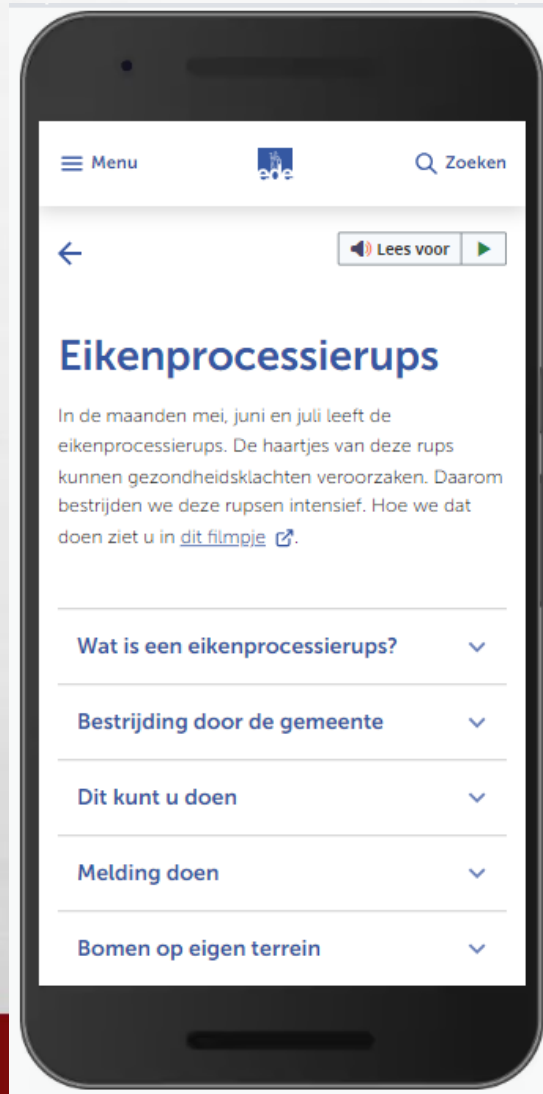 Menu
ede
Zoeken
Lees voor
Eikenprocessierups
In de maanden mei, juni en juli leeft de
eikenprocessierups. De haartjes van deze rups
kunnen gezondheidsklachten veroorzaken. Daarom
bestrijden we deze rupsen intensief. Hoe we dat
doen ziet u in dit filmpje.
Wat is een eikenprocessierups?
Bestrijding door de gemeente
Dit kunt u doen
Melding doen
Bomen op eigen terrein